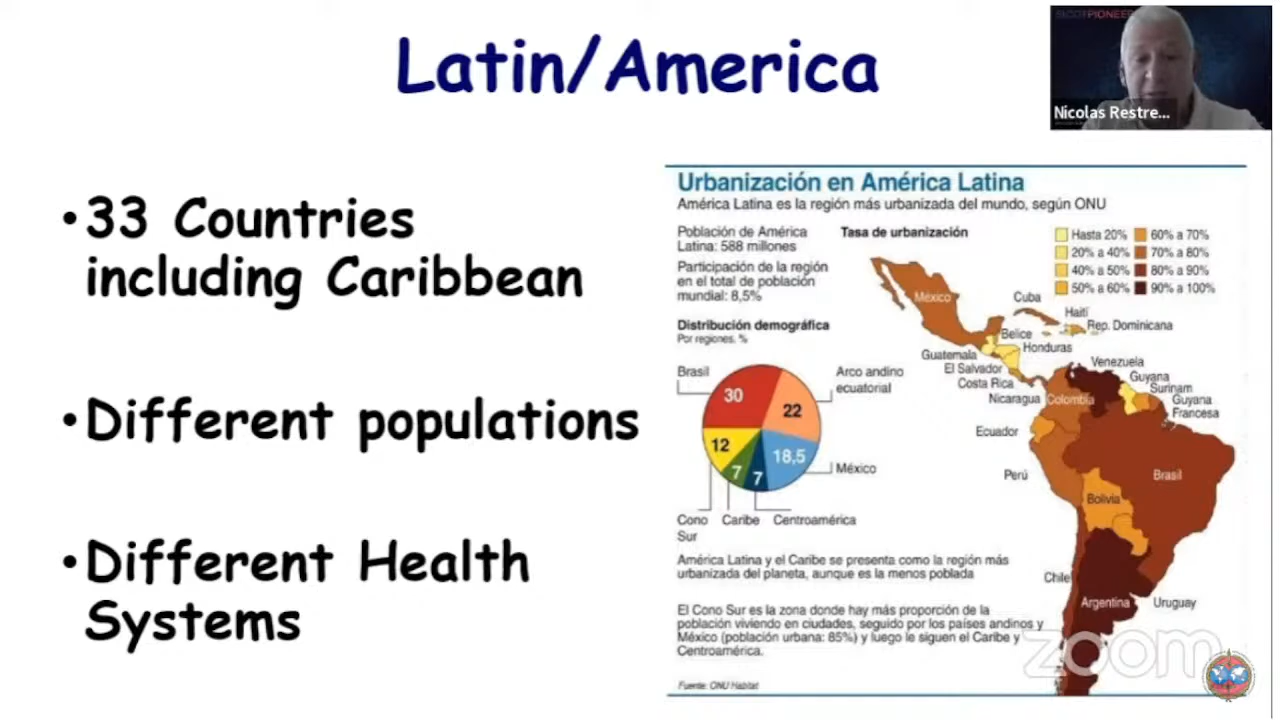 Latin/America
SICOTPIONEER
Nicolas Restre...
• 33 Countries
including Caribbean
• Different populations
• Different Health
Systems
Urbanización en América Latina
América Latina es la región más urbanizada del mundo, según ONU
Población de América
Latina: 588 millones
Participación de la región
en el total de población
mundial: 8,5%
Distribución demográfica
Por regiones. %
Brasil
30
Arco andino
ecuatorial
22
12
18,5
7
7
México
Cono
Sur
Caribe
Centroamérica
Tasa de urbanización
Hasta 20%
20% a 40%
40% a 50%
50% a 60%
60% a 70%
70% a 80%
80% a 90%
90% a 100%
México
Cuba
Haití
Rep. Dominicana
Belice
Honduras
Guatemala
El Salvador
Costa Rica
Nicaragua
Venezuela
Guyana
Surinam
Guyana
Francesa
Colombia
Ecuador
Perú
Brasil
Bolivia
Chile
Argentina
Uruguay
América Latina y el Caribe se presenta como la región más
urbanizada del planeta, aunque es la menos poblada
El Cono Sur es la zona donde hay más proporción de la
población viviendo en ciudades, seguido por los países andinos y
México (población urbana: 85%) y luego le siguen el Caribe y
Centroamérica.
Fuente: ONU Habitat
zoom